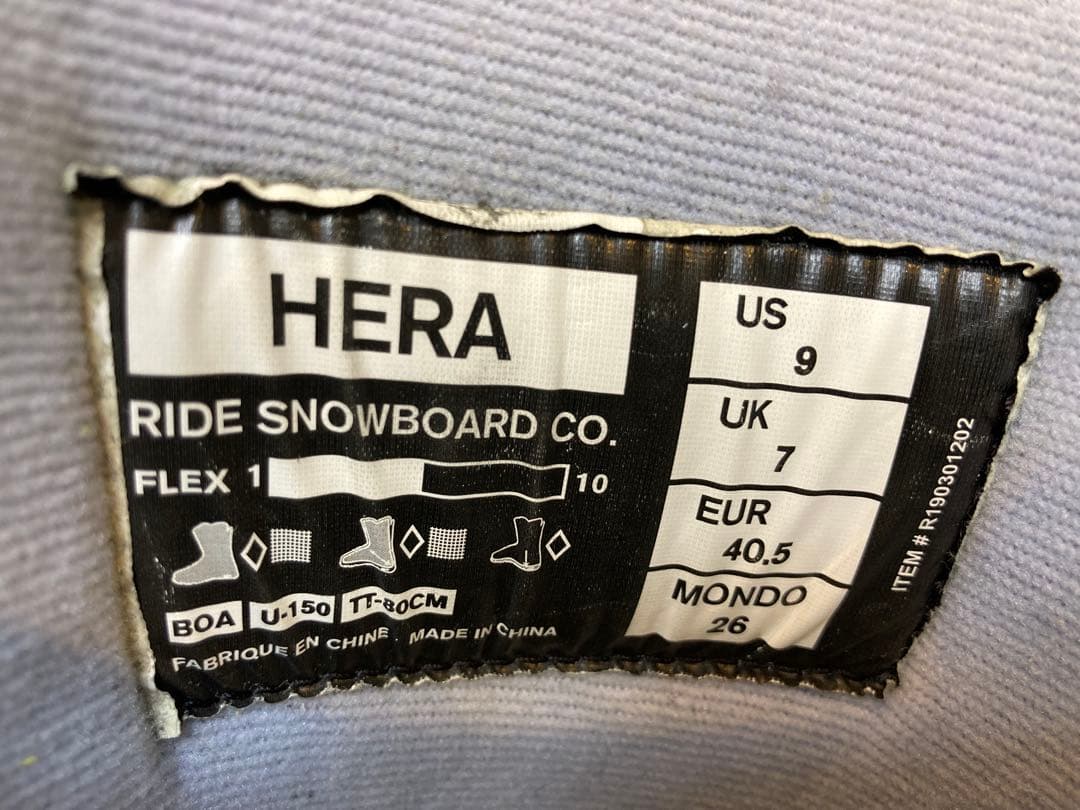 HERA
RIDE SNOWBOARD CO.
FLEX 1 10
BOA U-150 TT-80CM
FABRIQUE EN CHINE . MADE IN CHINA
US
9
UK
7
EUR
40.5
MONDO
26
ITEM # R190301202